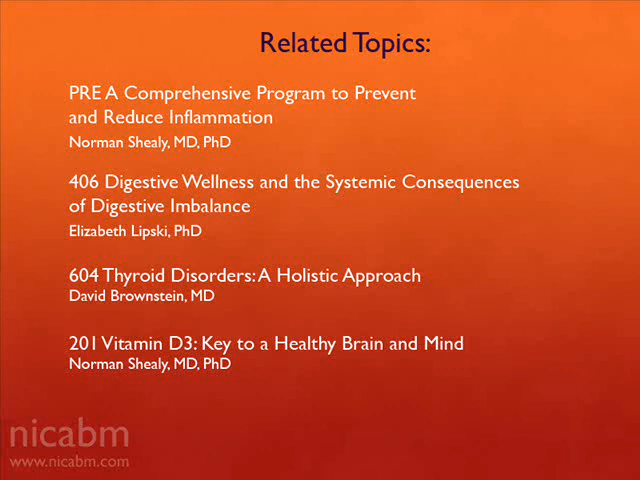 Related Topics:
PRE A Comprehensive Program to Prevent
and Reduce Inflammation
Norman Shealy, MD, PhD
406 Digestive Wellness and the Systemic Consequences
of Digestive Imbalance
Elizabeth Lipski, PhD
604 Thyroid Disorders: A Holistic Approach
David Brownstein, MD
201 Vitamin D3: Key to a Healthy Brain and Mind
Norman Shealy, MD, PhD
nicabm
www.nicabm.com